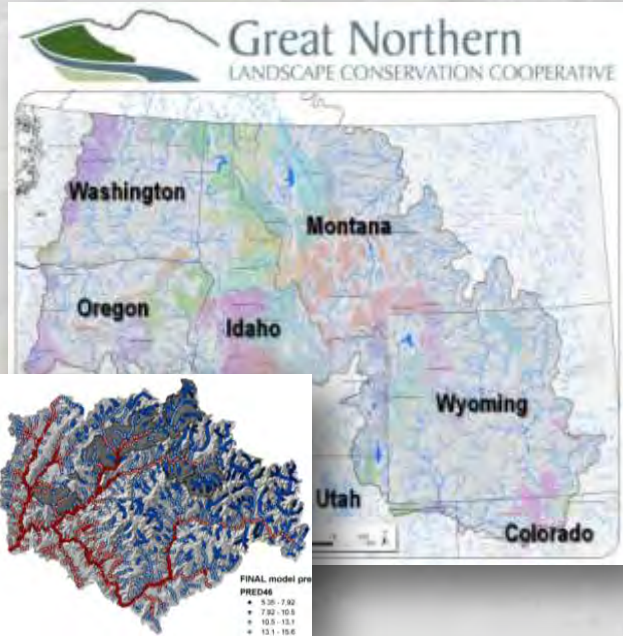 Great Northern
LANDSCAPE CONSERVATION COOPERATIVE
Washington
Montana
Oregon
Idaho
Wyoming
Utah
Colorado
FINAL model pre
PRED46
5.35 - 7.92
7.92 - 10.5
10.5 - 13.1
13.1 - 15.6